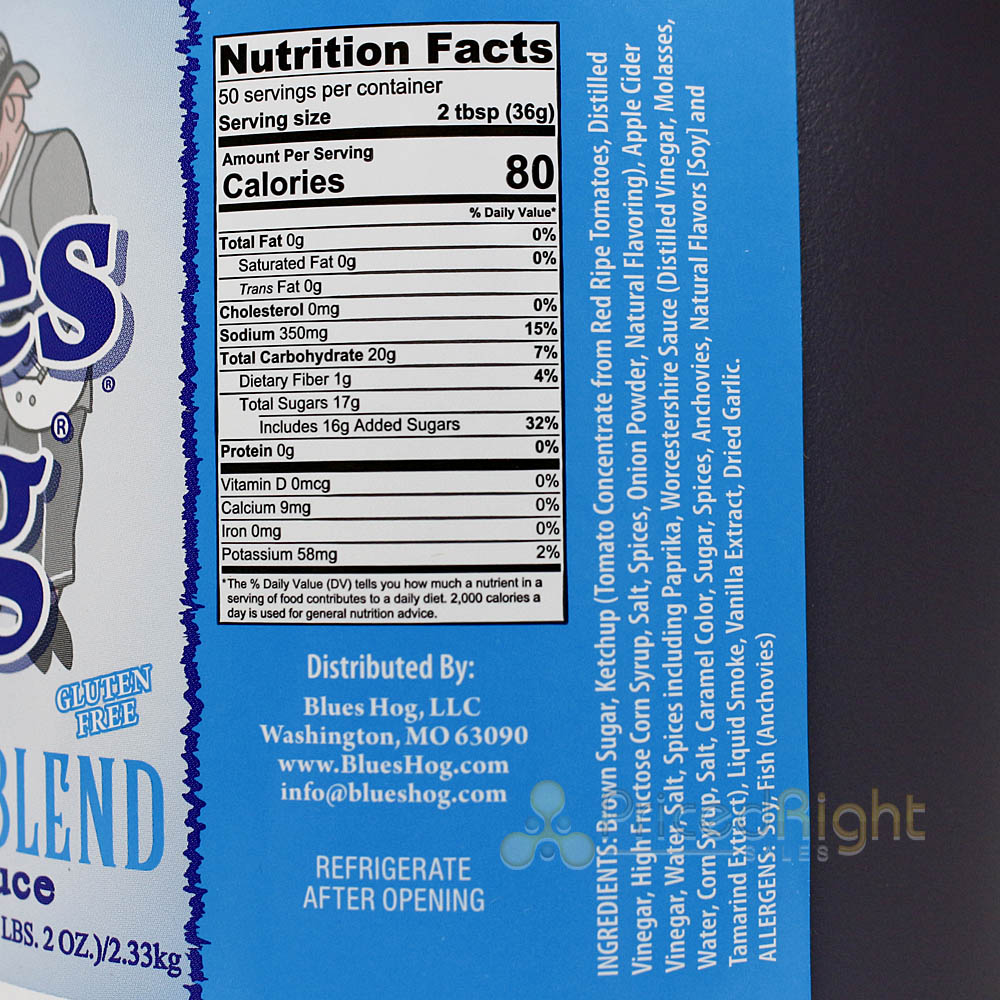 es
®
®
g
GLUTEN
FREE
BLEND
uce
LBS. 2 OZ.)/2.33kg
Nutrition Facts
50 servings per container
Serving size 2 tbsp (36g)
Amount Per Serving
Calories 80
% Daily Value*
Total Fat 0g 0%
Saturated Fat 0g 0%
Trans Fat 0g
Cholesterol 0mg 0%
Sodium 350mg 15%
Total Carbohydrate 20g 7%
Dietary Fiber 1g 4%
Total Sugars 17g
Includes 16g Added Sugars 32%
Protein 0g 0%
Vitamin D 0mcg 0%
Calcium 9mg 0%
Iron 0mg 0%
Potassium 58mg 2%
*The % Daily Value (DV) tells you how much a nutrient in a
serving of food contributes to a daily diet. 2,000 calories a
day is used for general nutrition advice.
Distributed By:
Blues Hog, LLC
Washington, MO 63090
www.BluesHog.com
info@blueshog.com
REFRIGERATE
AFTER OPENING
INGREDIENTS: Brown Sugar, Ketchup (Tomato Concentrate from Red Ripe Tomatoes, Distilled
Vinegar, High Fructose Corn Syrup, Salt, Spices, Onion Powder, Natural Flavoring), Apple Cider
Vinegar, Water, Salt, Spices including Paprika, Worcestershire Sauce (Distilled Vinegar, Molasses,
Water, Corn Syrup, Salt, Caramel Color, Sugar, Spices, Anchovies, Natural Flavors [Soy] and
Tamarind Extract), Liquid Smoke, Vanilla Extract, Dried Garlic.
ALLERGENS: Soy, Fish (Anchovies)
PricedRight
SALES